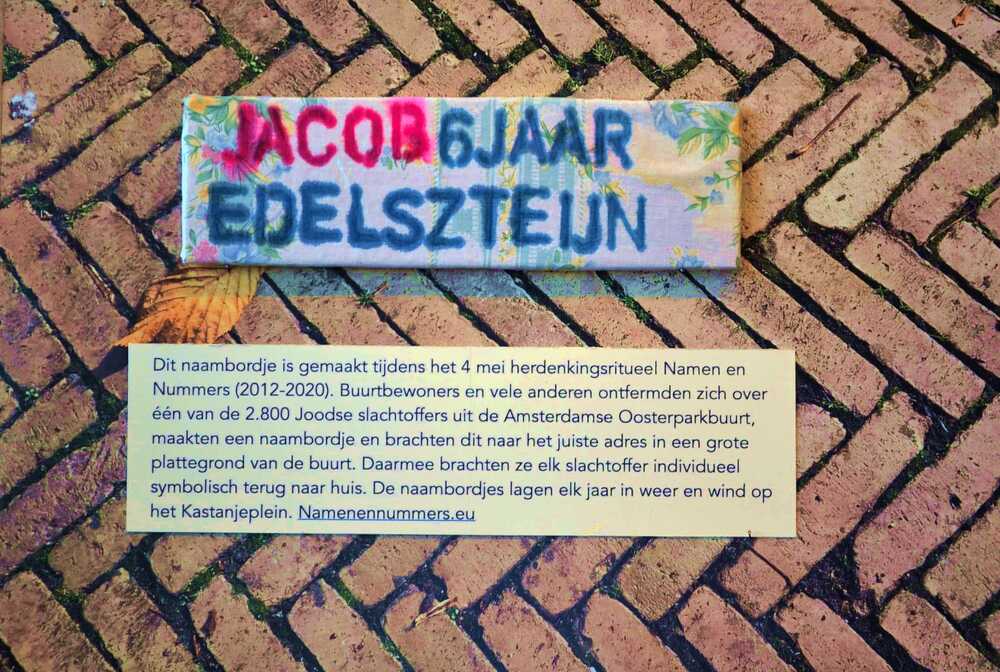 JACOB 6 JAAR
EDELSZTEIJN
Dit naambordje is gemaakt tijdens het 4 mei herdenkingsritueel Namen en
Nummers (2012-2020). Buurtbewoners en vele anderen ontfermden zich over
één van de 2.800 Joodse slachtoffers uit de Amsterdamse Oosterparkbuurt,
maakten een naambordje en brachten dit naar het juiste adres in een grote
plattegrond van de buurt. Daarmee brachten ze elk slachtoffer individueel
symbolisch terug naar huis. De naambordjes lagen elk jaar in weer en wind op
het Kastanjeplein. Namenennummers.eu